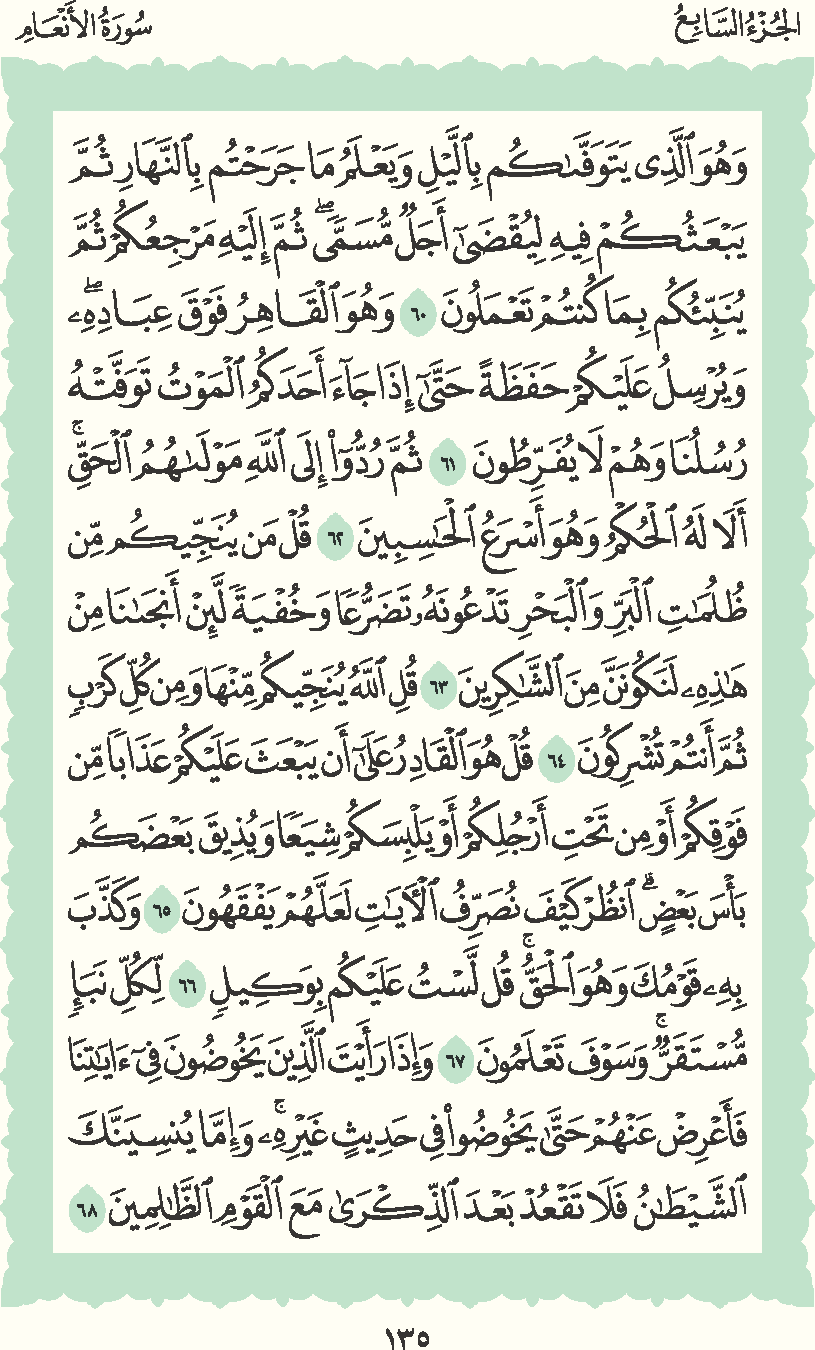 الجُزْءُ السَّابِعُ
سُورَةُ الأَنْعَامِ
وَهُوَ ٱلَّذِى يَتَوَفَّىٰكُم بِٱلَّيْلِ وَيَعْلَمُ مَا جَرَحْتُم بِٱلنَّهَارِ ثُمَّ
يَبْعَثُكُمْ فِيهِ لِيُقْضَىٰٓ أَجَلٌ مُّسَمًّى ۖ ثُمَّ إِلَيْهِ مَرْجِعُكُمْ ثُمَّ
يُنَبِّئُكُم بِمَا كُنتُمْ تَعْمَلُونَ ٦٠ وَهُوَ ٱلْقَاهِرُ فَوْقَ عِبَادِهِۦ ۖ
وَيُرْسِلُ عَلَيْكُمْ حَفَظَةً حَتَّىٰٓ إِذَا جَآءَ أَحَدَكُمُ ٱلْمَوْتُ تَوَفَّتْهُ
رُسُلُنَا وَهُمْ لَا يُفَرِّطُونَ ٦١ ثُمَّ رُدُّوٓا۟ إِلَى ٱللَّهِ مَوْلَىٰهُمُ ٱلْحَقِّ ۚ
أَلَا لَهُ ٱلْحُكْمُ وَهُوَ أَسْرَعُ ٱلْحَٰسِبِينَ ٦٢ قُلْ مَن يُنَجِّيكُم مِّن
ظُلُمَٰتِ ٱلْبَرِّ وَٱلْبَحْرِ تَدْعُونَهُۥ تَضَرُّعًا وَخُفْيَةً لَّئِنْ أَنجَىٰنَا مِنْ
هَٰذِهِۦ لَنَكُونَنَّ مِنَ ٱلشَّٰكِرِينَ ٦٣ قُلِ ٱللَّهُ يُنَجِّيكُم مِّنْهَا وَمِن كُلِّ كَرْبٍ
ثُمَّ أَنتُمْ تُشْرِكُونَ ٦٤ قُلْ هُوَ ٱلْقَادِرُ عَلَىٰٓ أَن يَبْعَثَ عَلَيْكُمْ عَذَابًا مِّن
فَوْقِكُمْ أَوْ مِن تَحْتِ أَرْجُلِكُمْ أَوْ يَلْبِسَكُمْ شِيَعًا وَيُذِيقَ بَعْضَكُم
بَأْسَ بَعْضٍ ۗ ٱنظُرْ كَيْفَ نُصَرِّفُ ٱلْءَايَٰتِ لَعَلَّهُمْ يَفْقَهُونَ ٦٥ وَكَذَّبَ
بِهِۦ قَوْمُكَ وَهُوَ ٱلْحَقُّ ۚ قُل لَّسْتُ عَلَيْكُم بِوَكِيلٍ ٦٦ لِّكُلِّ نَبَإٍ
مُّسْتَقَرٌّ ۚ وَسَوْفَ تَعْلَمُونَ ٦٧ وَإِذَا رَأَيْتَ ٱلَّذِينَ يَخُوضُونَ فِىٓ ءَايَٰتِنَا
فَأَعْرِضْ عَنْهُمْ حَتَّىٰ يَخُوضُوا۟ فِى حَدِيثٍ غَيْرِهِۦ ۚ وَإِمَّا يُنسِيَنَّكَ
ٱلشَّيْطَٰنُ فَلَا تَقْعُدْ بَعْدَ ٱلذِّكْرَىٰ مَعَ ٱلْقَوْمِ ٱلظَّٰلِمِينَ ٦٨
١٣٥